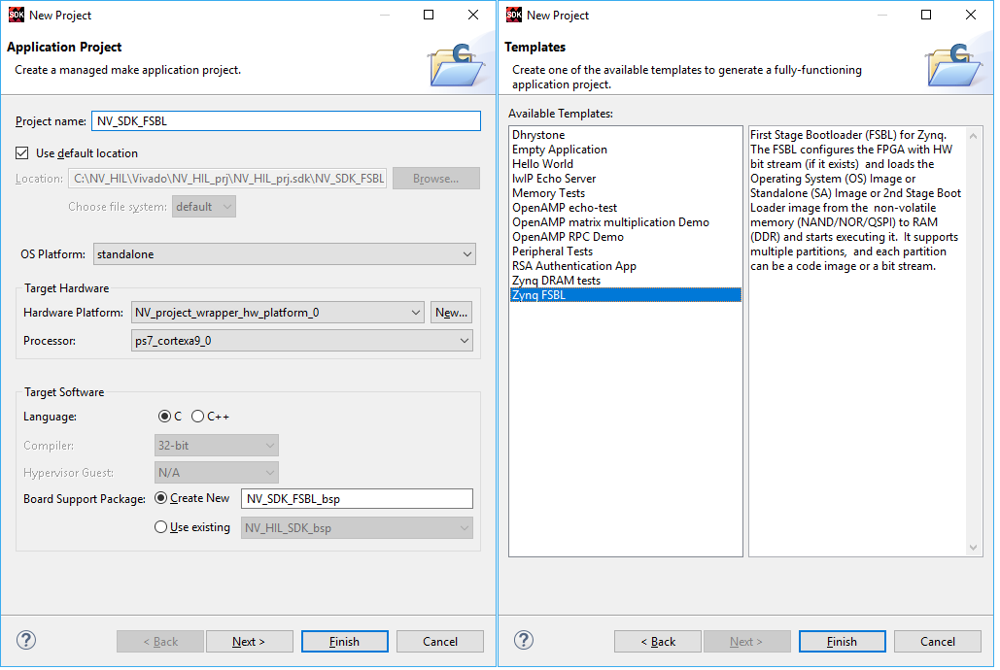 SDK New Project
Application Project
Create a managed make application project.
Project name: NV_SDK_FSBL
Use default location
Location: C:\NV_HIL\Vivado\NV_HIL_prj\NV_HIL_prj.sdk\NV_SDK_FSBL Browse...
Choose file system: default
OS Platform: standalone
Target Hardware
Hardware Platform: NV_project_wrapper_hw_platform_0 New...
Processor: ps7_cortexa9_0
Target Software
Language: C C++
Compiler: 32-bit
Hypervisor Guest: N/A
Board Support Package: Create New NV_SDK_FSBL_bsp
Use existing NV_HIL_SDK_bsp
? < Back Next > Finish Cancel
SDK New Project
Templates
Create one of the available templates to generate a fully-functioning
application project.
Available Templates:
Dhrystone
Empty Application
Hello World
lwIP Echo Server
Memory Tests
OpenAMP echo-test
OpenAMP matrix multiplication Demo
OpenAMP RPC Demo
Peripheral Tests
RSA Authentication App
Zynq DRAM tests
Zynq FSBL
First Stage Bootloader (FSBL) for Zynq.
The FSBL configures the FPGA with HW
bit stream (if it exists)  and loads the
Operating System (OS) Image or
Standalone (SA) Image or 2nd Stage Boot
Loader image from the  non-volatile
memory (NAND/NOR/QSPI) to RAM
(DDR) and starts executing it.  It supports
multiple partitions,  and each partition
can be a code image or a bit stream.
? < Back Next > Finish Cancel